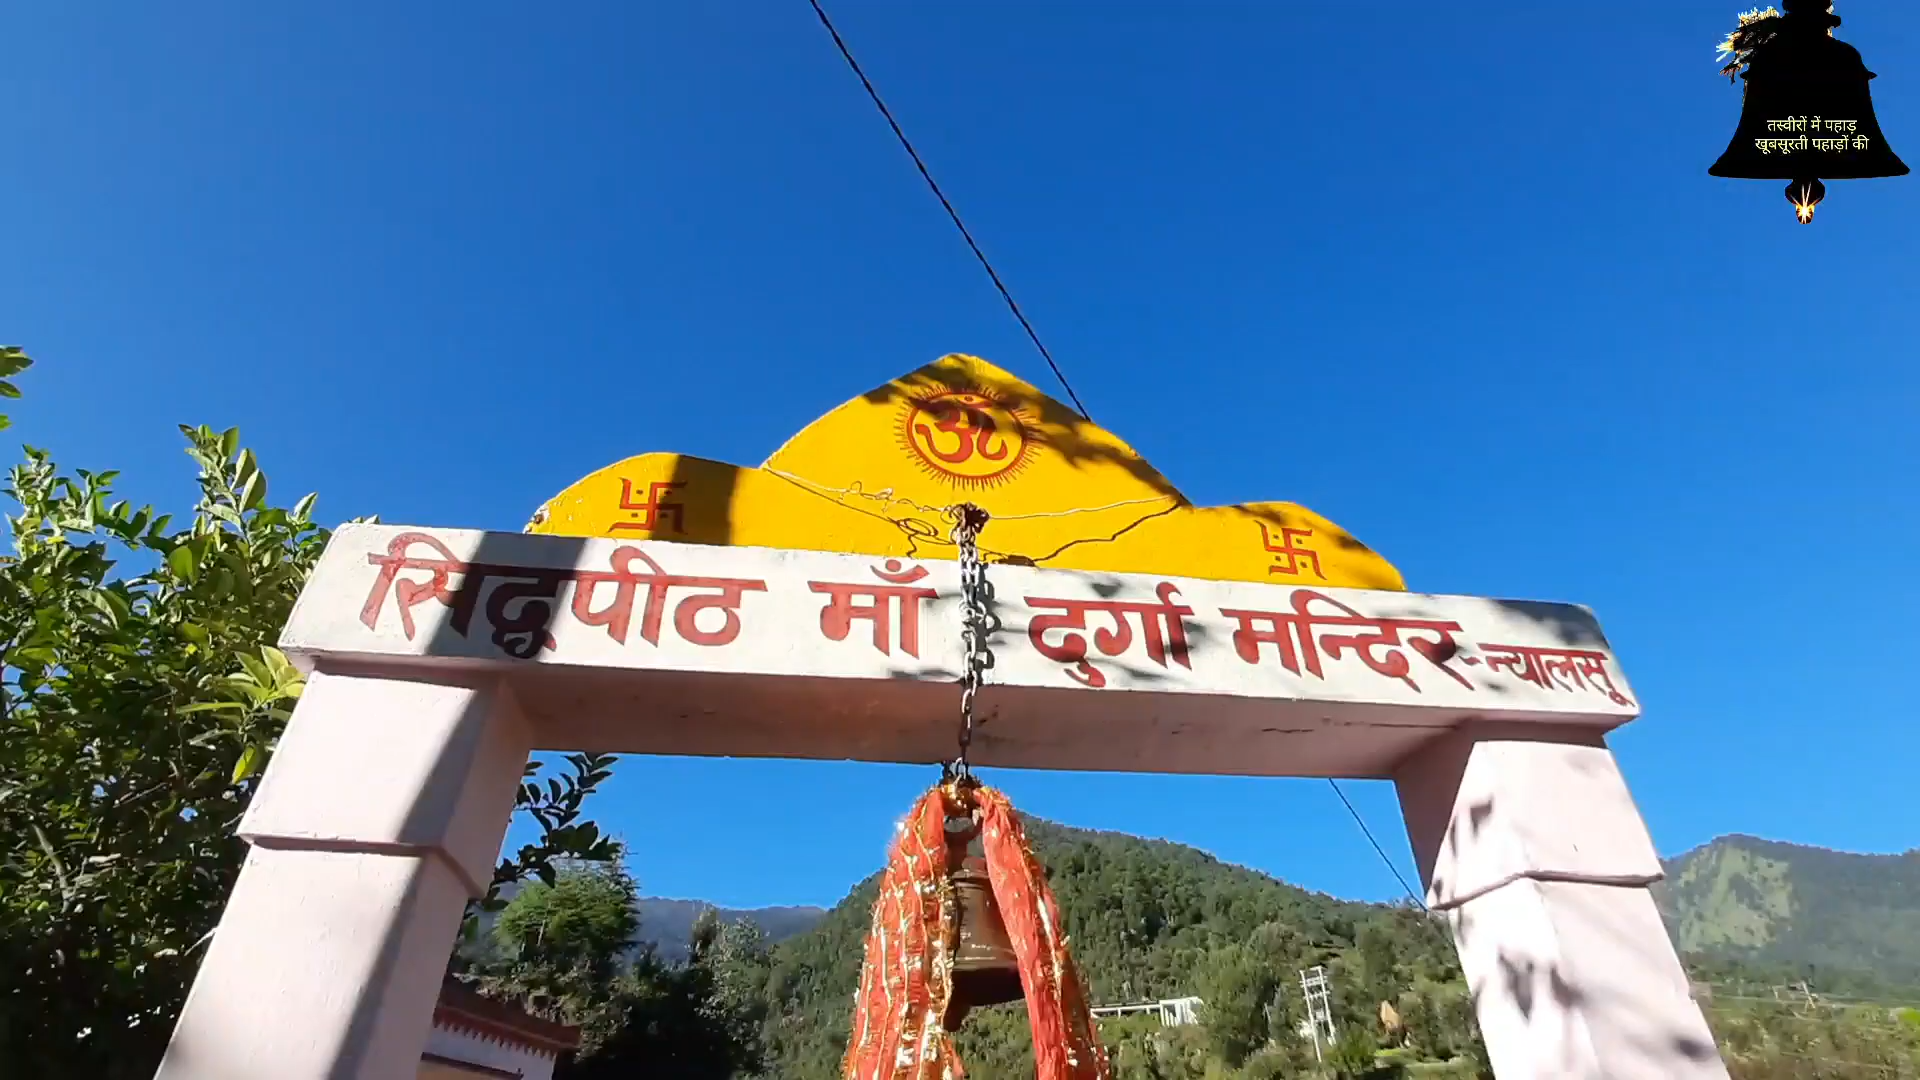 तस्वीरों में पहाड़
खूबसूरती पहाड़ों की
ॐ
सिद्धपीठ माँ दुर्गा मन्दिर-न्यालसू